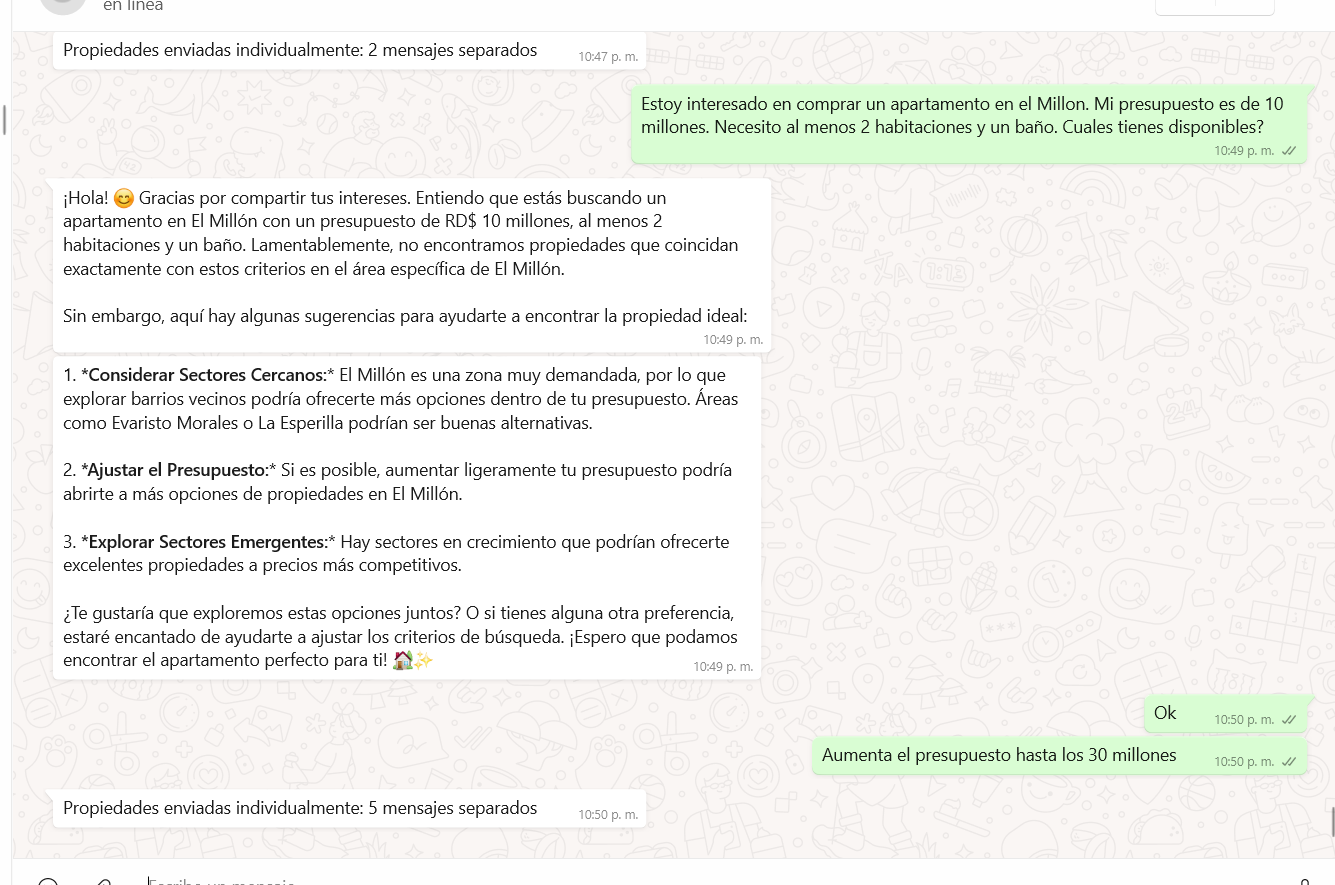 en línea
Propiedades enviadas individualmente: 2 mensajes separados
10:47 p. m.
Estoy interesado en comprar un apartamento en el Millon. Mi presupuesto es de 10
millones. Necesito al menos 2 habitaciones y un baño. Cuales tienes disponibles?
10:49 p. m.
¡Hola! 😊 Gracias por compartir tus intereses. Entiendo que estás buscando un
apartamento en El Millón con un presupuesto de RD$ 10 millones, al menos 2
habitaciones y un baño. Lamentablemente, no encontramos propiedades que coincidan
exactamente con estos criterios en el área específica de El Millón.
Sin embargo, aquí hay algunas sugerencias para ayudarte a encontrar la propiedad ideal:
10:49 p. m.
1. *Considerar Sectores Cercanos:* El Millón es una zona muy demandada, por lo que
explorar barrios vecinos podría ofrecerte más opciones dentro de tu presupuesto. Áreas
como Evaristo Morales o La Esperilla podrían ser buenas alternativas.
2. *Ajustar el Presupuesto:* Si es posible, aumentar ligeramente tu presupuesto podría
abrirte a más opciones de propiedades en El Millón.
3. *Explorar Sectores Emergentes:* Hay sectores en crecimiento que podrían ofrecerte
excelentes propiedades a precios más competitivos.
¿Te gustaría que exploremos estas opciones juntos? O si tienes alguna otra preferencia,
estaré encantado de ayudarte a ajustar los criterios de búsqueda. ¡Espero que podamos
encontrar el apartamento perfecto para ti! 🏠✨
10:49 p. m.
Ok
10:50 p. m.
Aumenta el presupuesto hasta los 30 millones
10:50 p. m.
Propiedades enviadas individualmente: 5 mensajes separados
10:50 p. m.
Escribe un mensaje